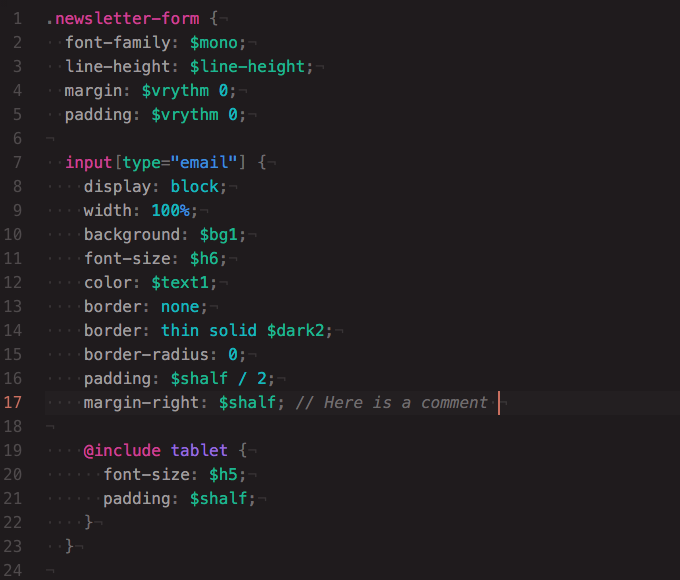 1 .newsletter-form {
2   font-family: $mono;
3   line-height: $line-height;
4   margin: $vrythm 0;
5   padding: $vrythm 0;
6
7   input[type="email"] {
8     display: block;
9     width: 100%;
10     background: $bg1;
11     font-size: $h6;
12     color: $text1;
13     border: none;
14     border: thin solid $dark2;
15     border-radius: 0;
16     padding: $shalf / 2;
17     margin-right: $shalf; // Here is a comment
18
19     @include tablet {
20       font-size: $h5;
21       padding: $shalf;
22     }
23   }
24